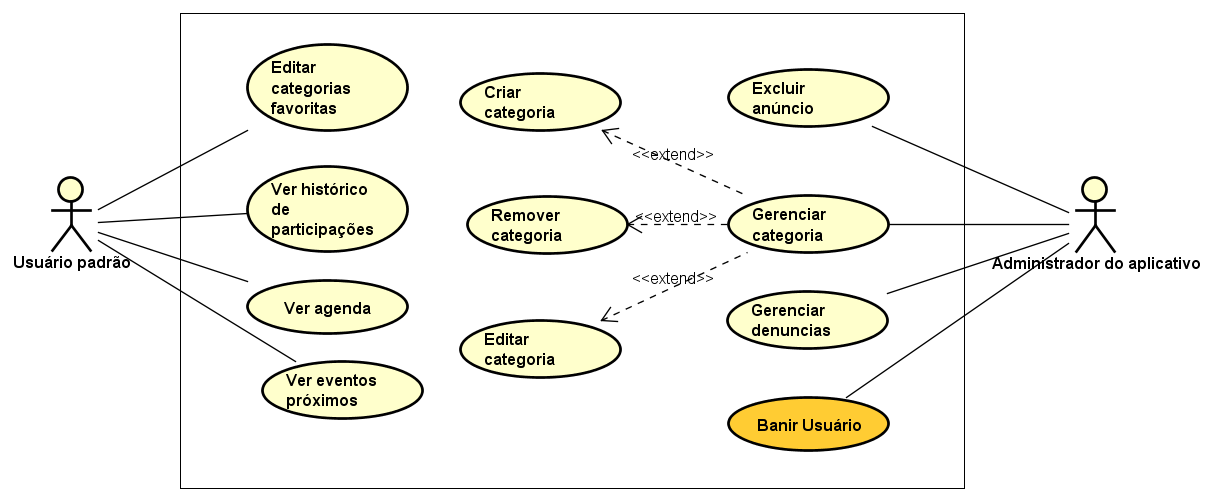 Editar
categorias
favoritas
Ver histórico
de
participações
Ver agenda
Ver eventos
próximos
Usuário padrão
Criar
categoria
Remover
categoria
Editar
categoria
<<extend>>
<<extend>>
<<extend>>
Excluir
anúncio
Gerenciar
categoria
Gerenciar
denuncias
Banir Usuário
Administrador do aplicativo